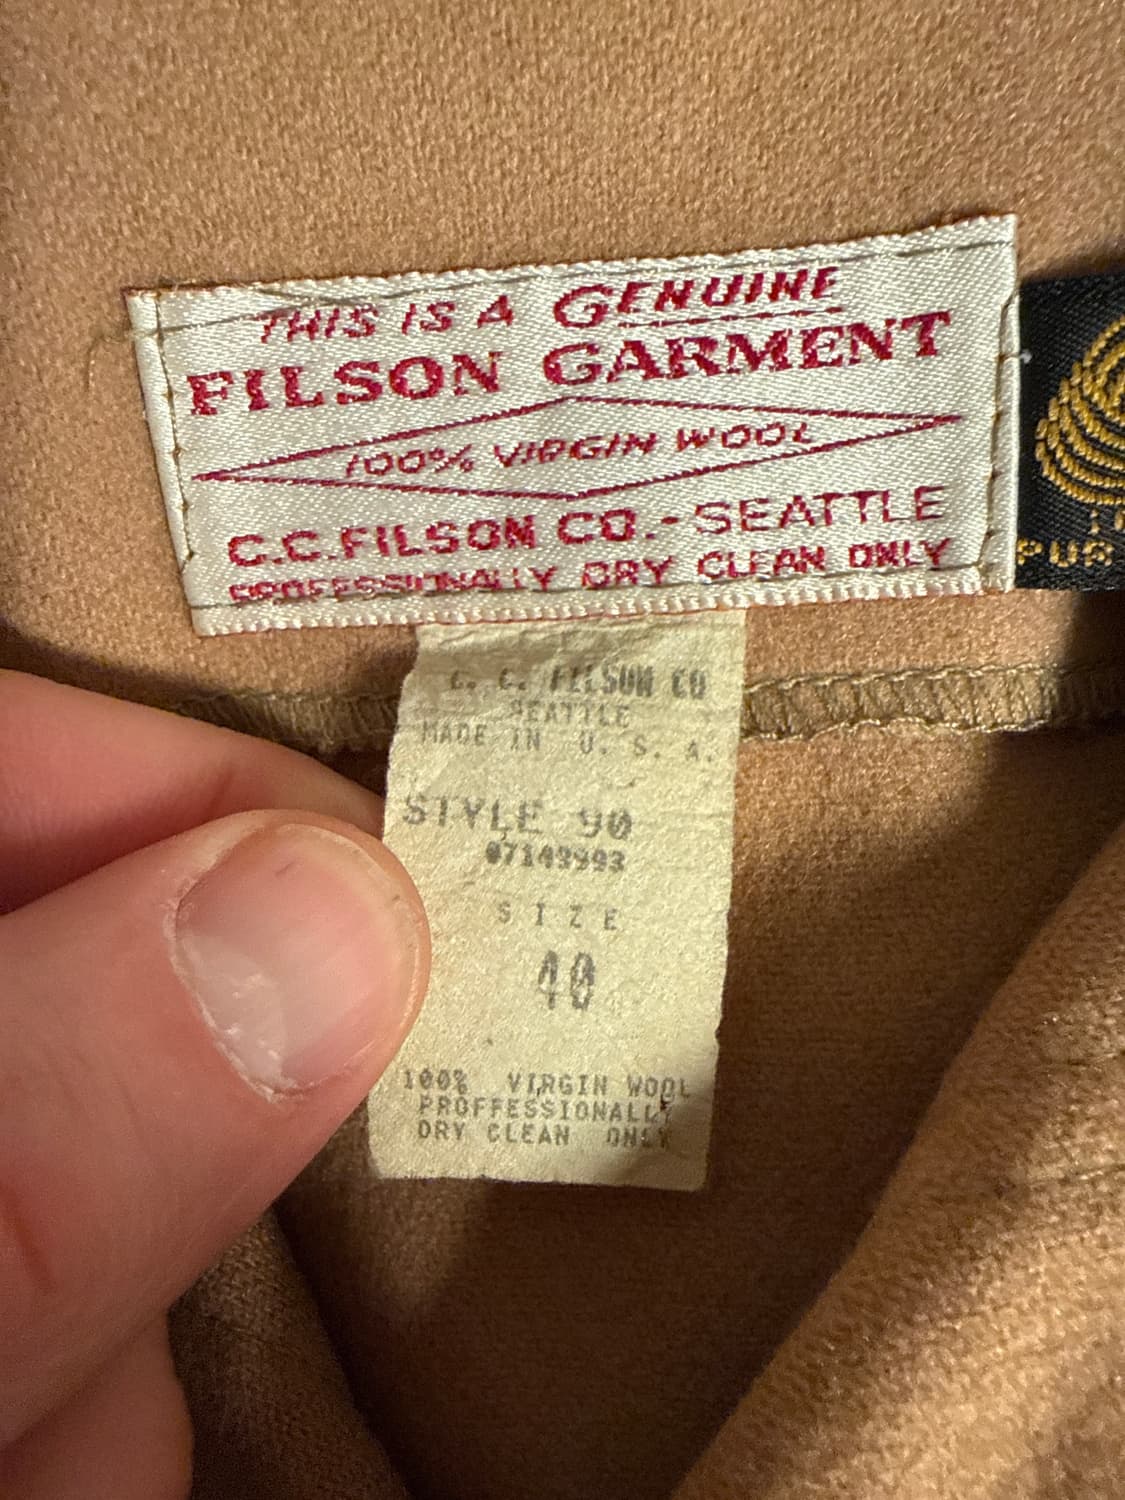 THIS IS A GENUINE
FILSON GARMENT
100% VIRGIN WOOL
C.C.FILSON CO.-SEATTLE
PROFESSIONALLY DRY CLEAN ONLY
PUR
C. C. FILSON CO
SEATTLE
MADE IN U. S. A.
STYLE 90
SIZE
40
100% VIRGIN WOOL
PROFFESSIONALLY
DRY CLEAN ONLY